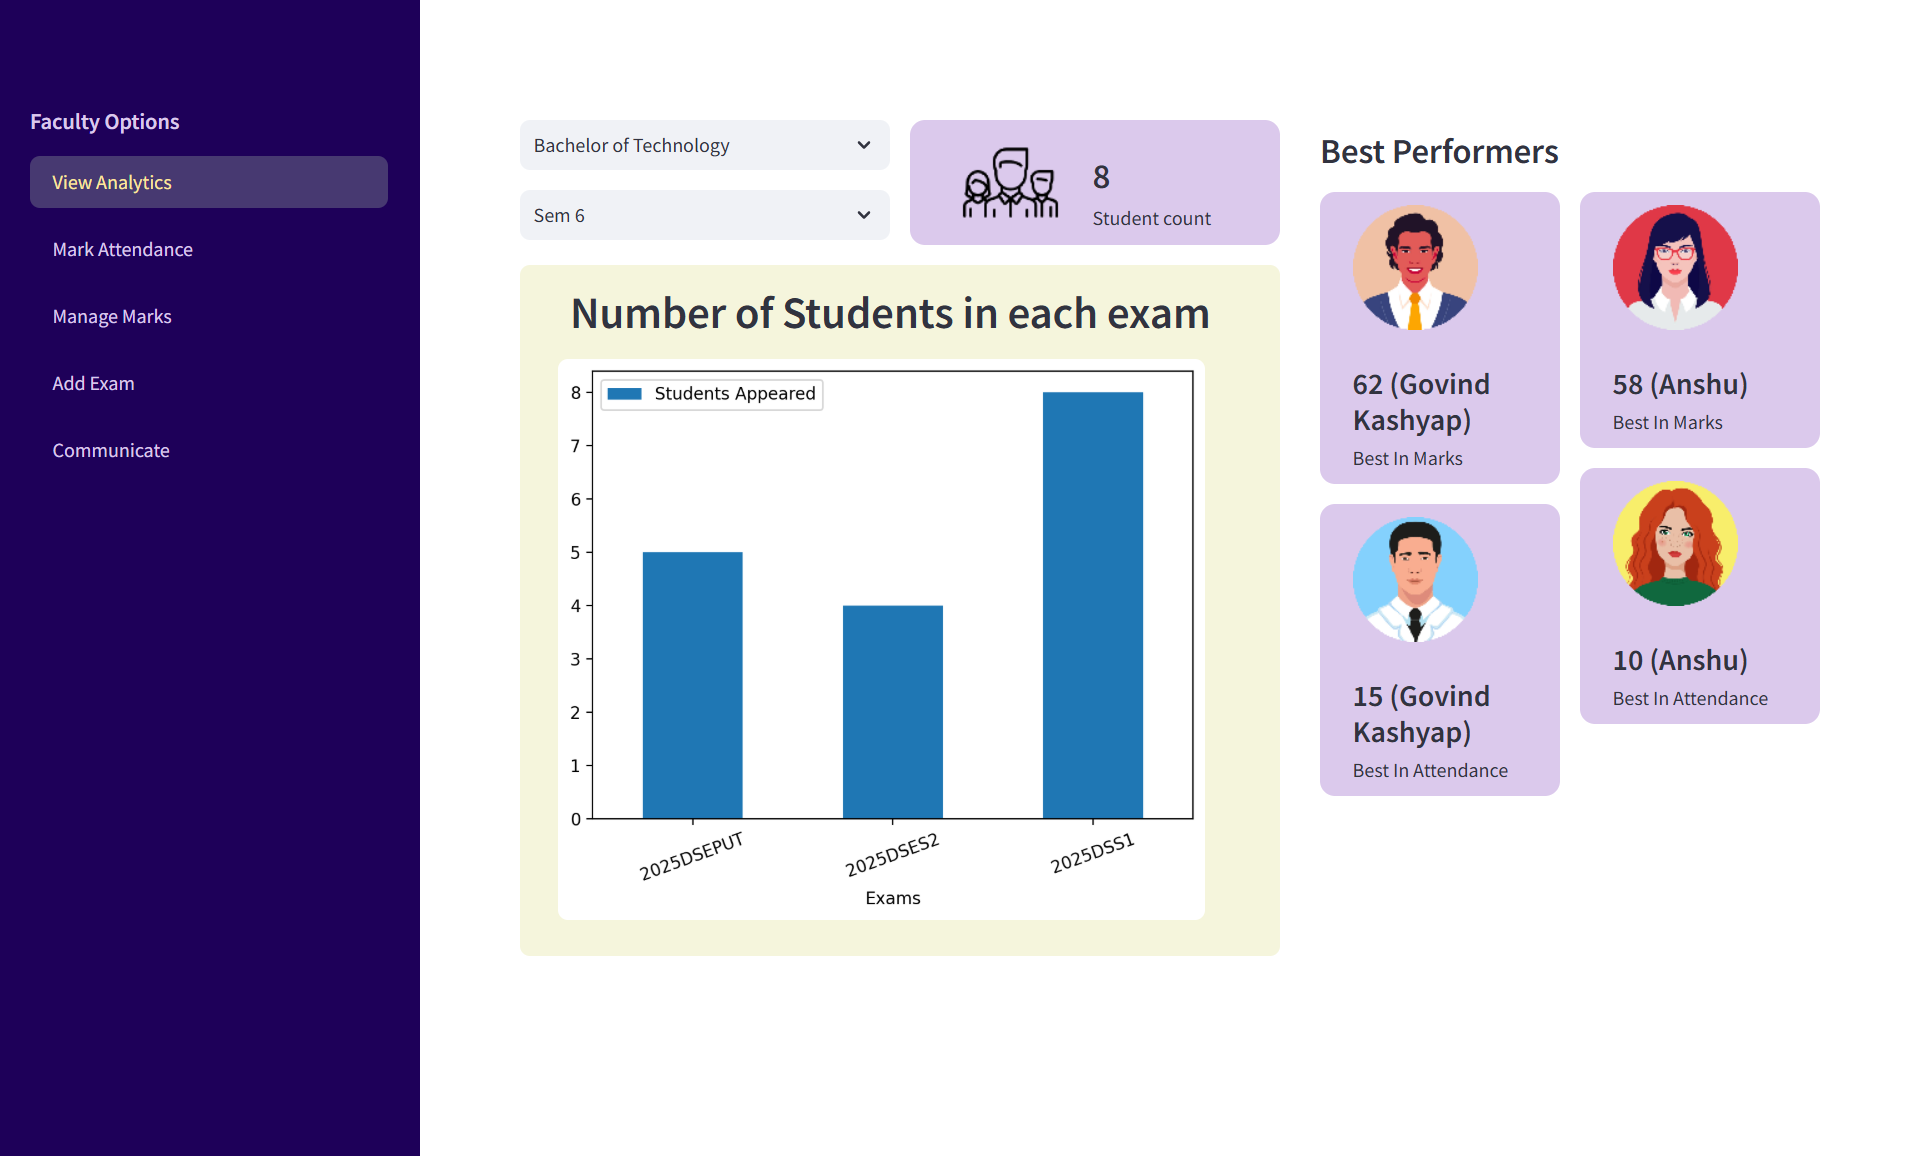 Faculty Options
View Analytics
Mark Attendance
Manage Marks
Add Exam
Communicate
Bachelor of Technology
Sem 6
8
Student count
Number of Students in each exam
Students Appeared
8
7
6
5
4
3
2
1
0
2025DSEPUT
2025DSES2
2025DSS1
Exams
Best Performers
62 (Govind
Kashyap)
Best In Marks
58 (Anshu)
Best In Marks
15 (Govind
Kashyap)
Best In Attendance
10 (Anshu)
Best In Attendance